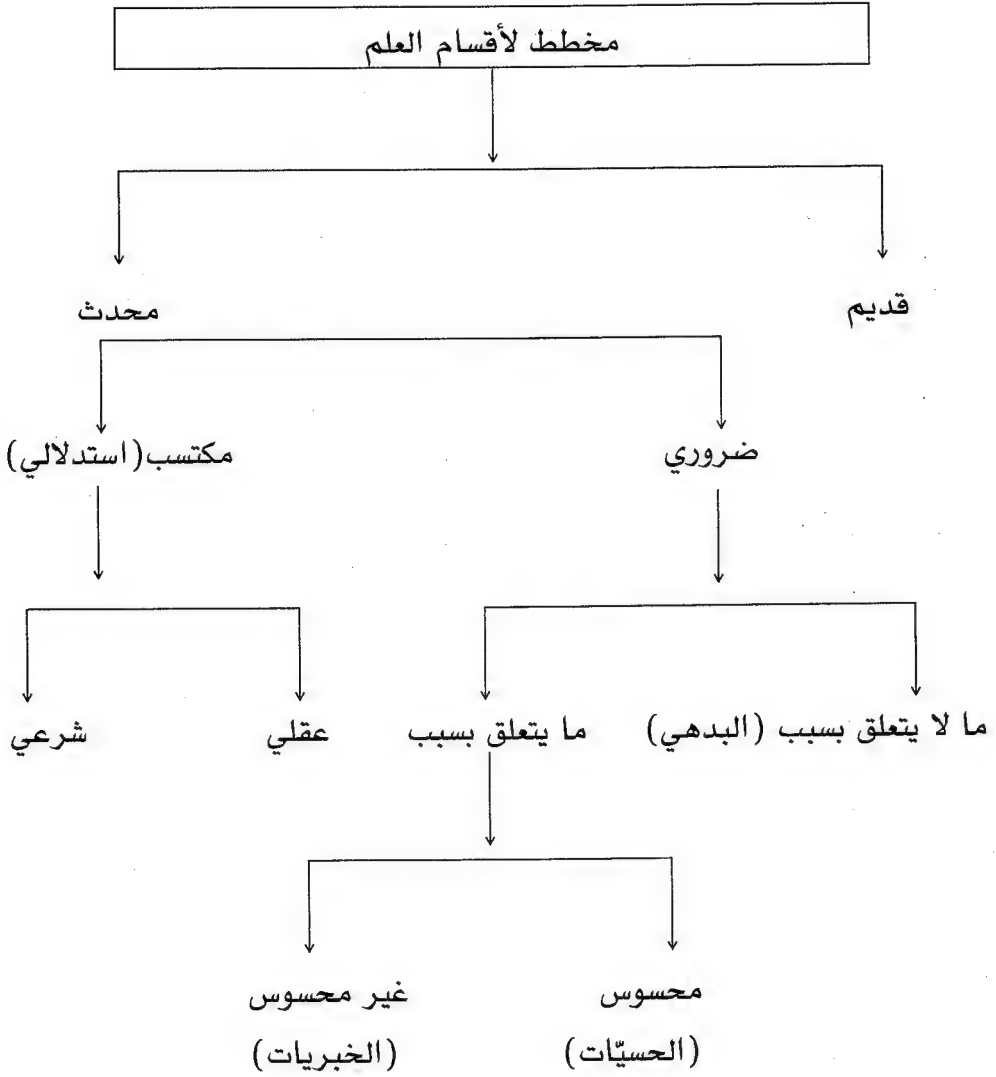 مخطط لأقسام العلم
قديم
محدث
ضروري
مكتسب(استدلالي)
ما لا يتعلق بسبب (البدهي)
ما يتعلق بسبب
عقلي
شرعي
محسوس
(الحسيّات)
غير محسوس
(الخبريات)